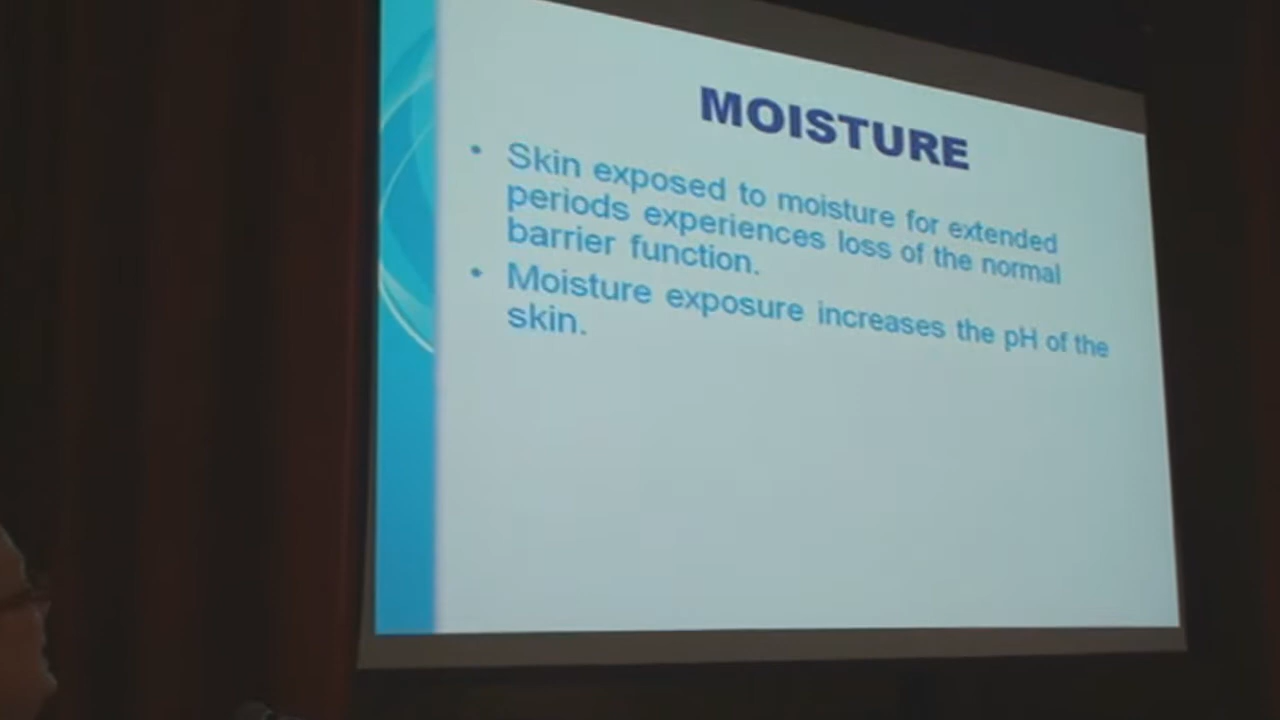 MOISTURE
• Skin exposed to moisture for extended
periods experiences loss of the normal
barrier function.
• Moisture exposure increases the pH of the
skin.